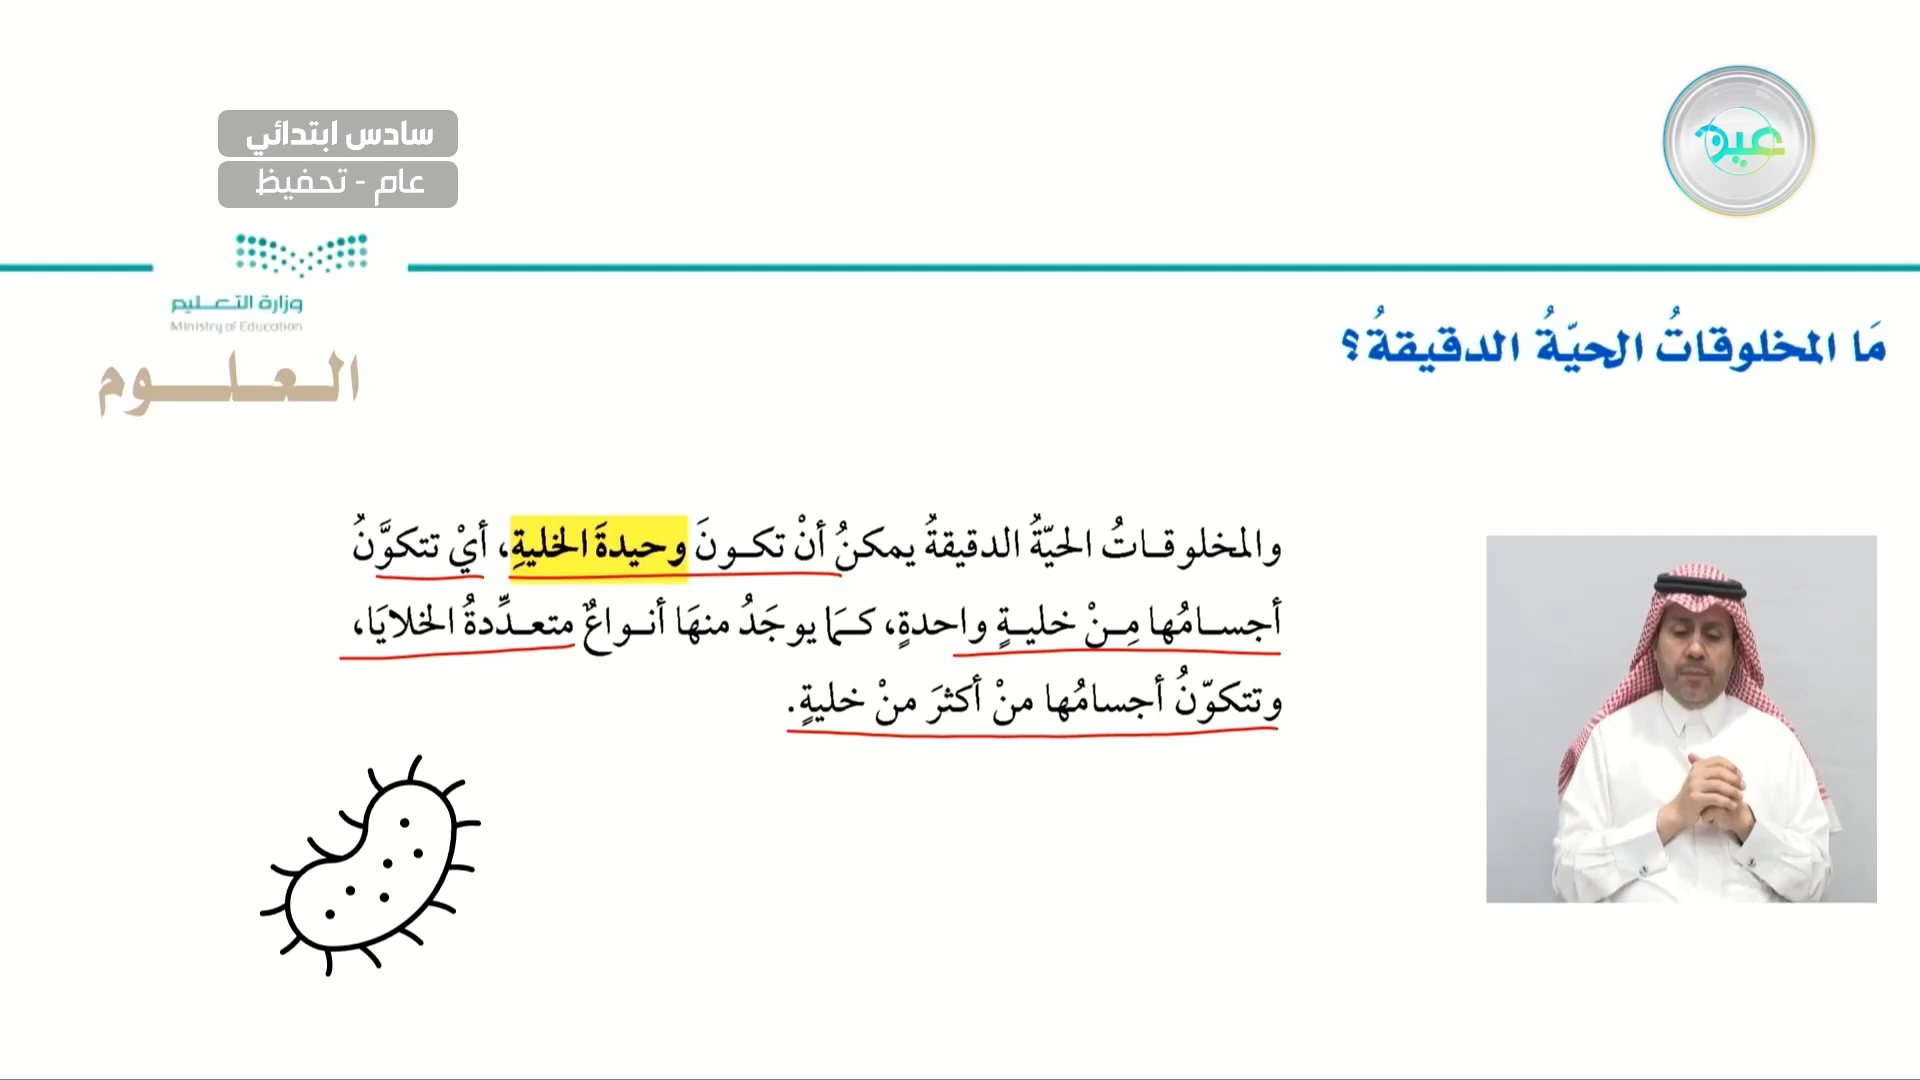 سادس ابتدائي
عام - تحفيظ
عين
وزارة التعليم
Ministry of Education
العلوم
مَا المخلوقاتُ الحيّةُ الدقيقةُ؟
والمخلوقاتُ الحيّةُ الدقيقةُ يمكنُ أنْ تكونَ وحيدةَ الخليةِ، أيْ تتكوَّنُ
أجسامُها مِنْ خليةٍ واحدةٍ، كمَا يوجَدُ منهَا أنواعٌ متعدِّدةُ الخلايَا،
وتتكوّنُ أجسامُها منْ أكثرَ منْ خليةٍ.